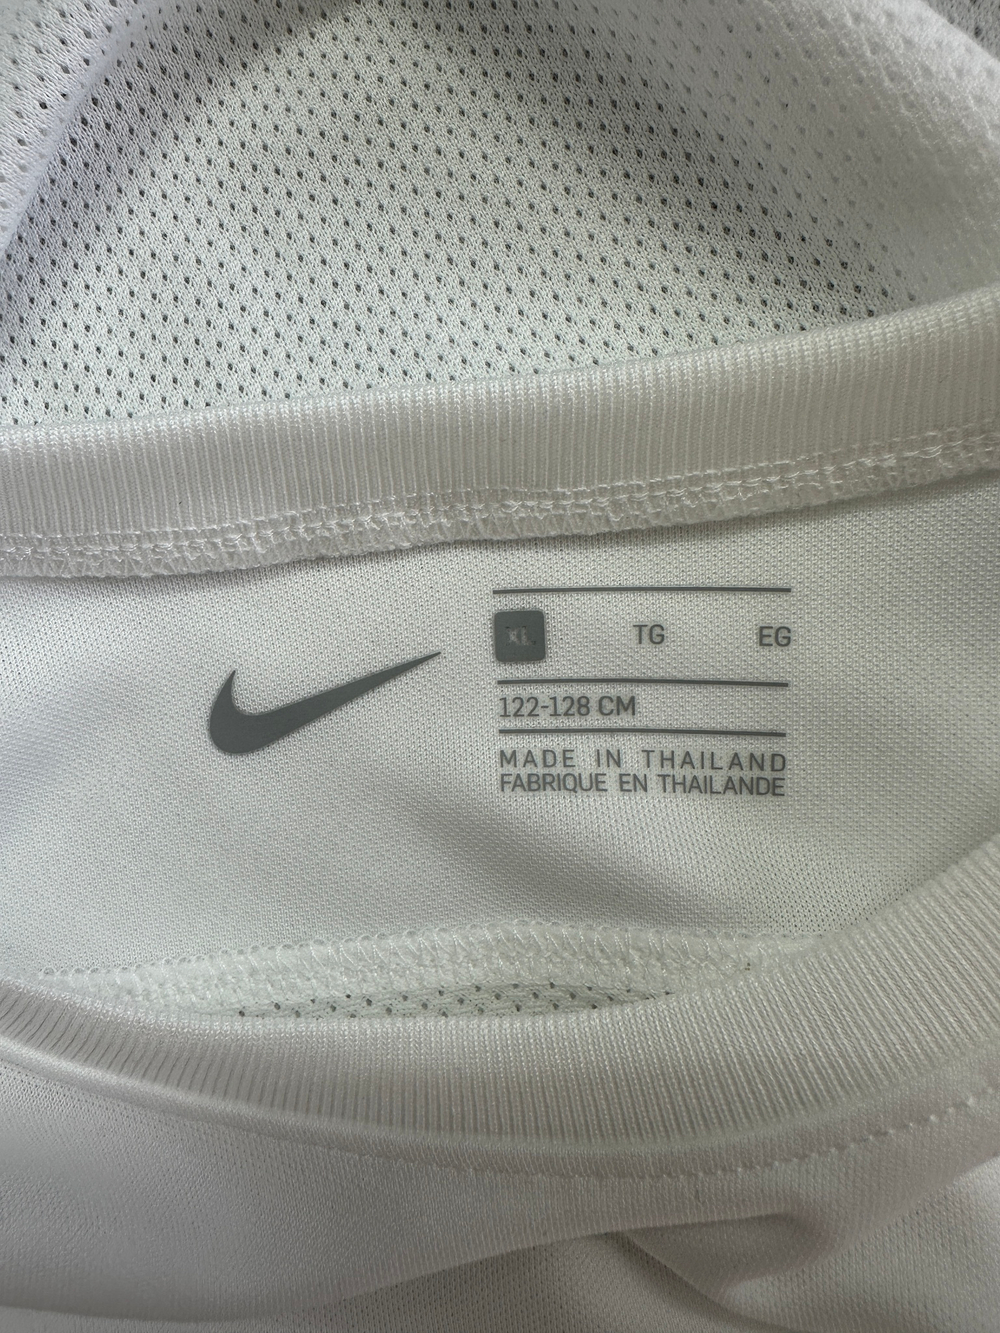 XL TG EG
122-128 CM
MADE IN THAILAND
FABRIQUE EN THAILANDE